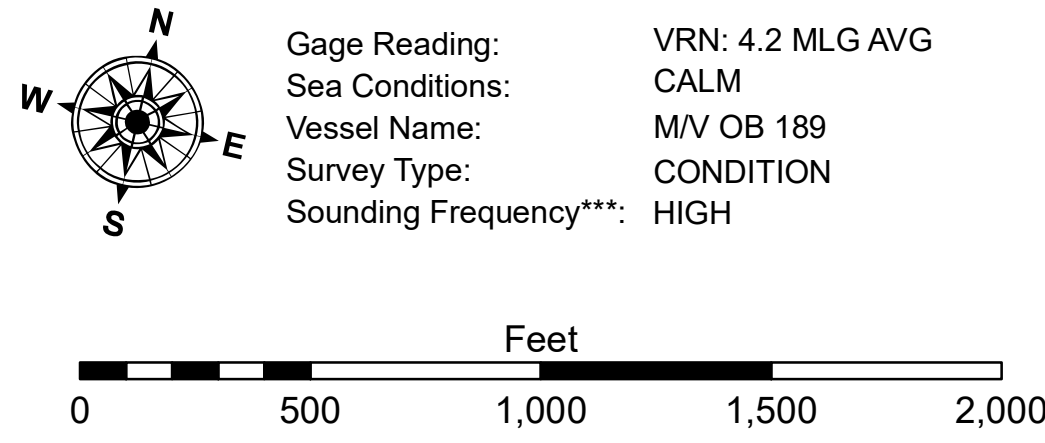 N
W
E
S
Gage Reading: VRN: 4.2 MLG AVG
Sea Conditions: CALM
Vessel Name: M/V OB 189
Survey Type: CONDITION
Sounding Frequency***: HIGH
Feet
0 500 1,000 1,500 2,000